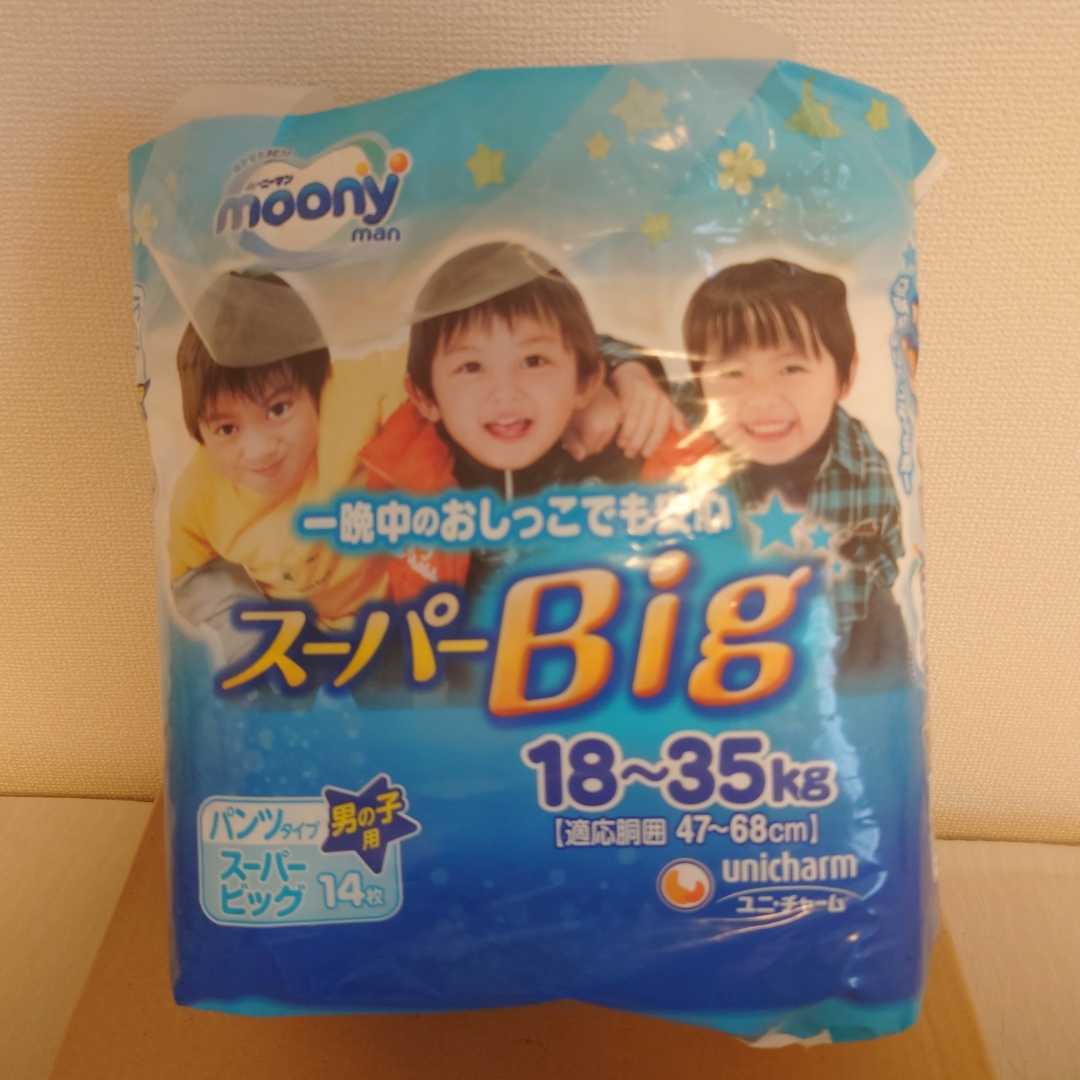 ムーニーマン
moony
man
一晩中のおしっこでも安心
スーパーBig
18～35kg
【適応胴囲 47～68cm】
パンツタイプ
男の子用
スーパービッグ
14枚
unicharm
ユニ・チャーム